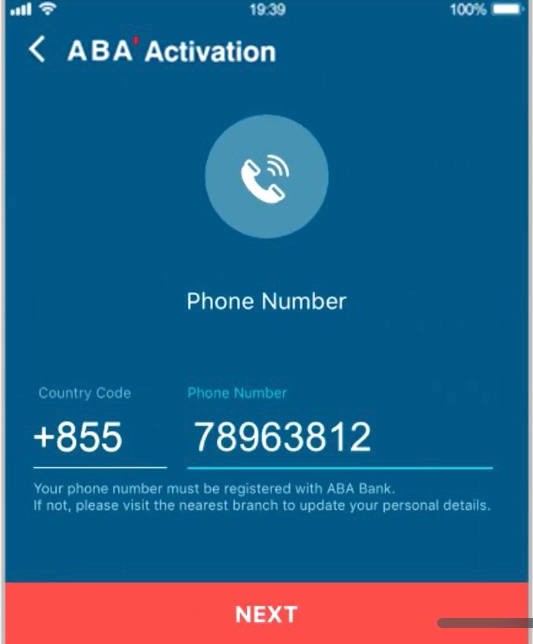 19:39
100%
ABA' Activation
Phone Number
Country Code
Phone Number
+855
78963812
Your phone number must be registered with ABA Bank.
If not, please visit the nearest branch to update your personal details.
NEXT